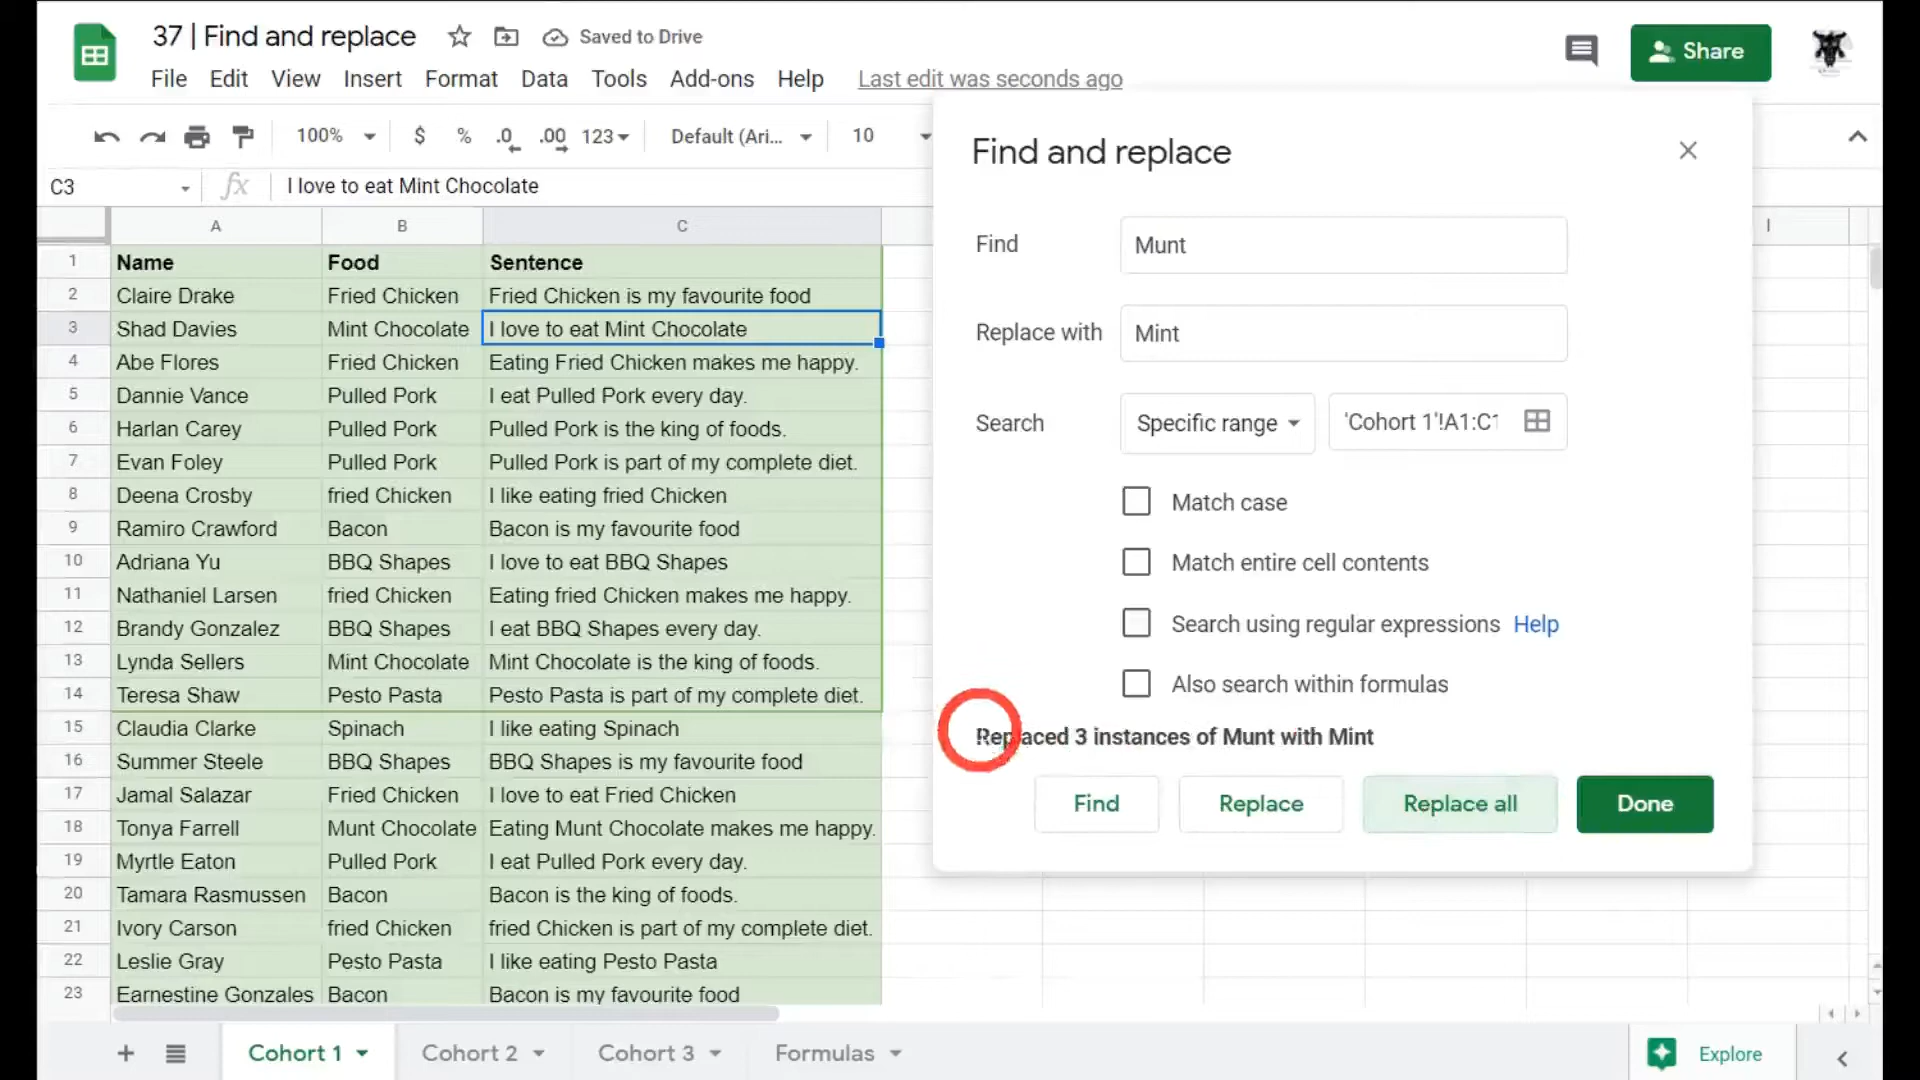 37 | Find and replace
Saved to Drive
Share
File Edit View Insert Format Data Tools Add-ons Help Last edit was seconds ago
100% $ % .0 .00 123 Default (Ari... 10
C3 fx I love to eat Mint Chocolate
A B C I
1 Name Food Sentence
2 Claire Drake Fried Chicken Fried Chicken is my favourite food
3 Shad Davies Mint Chocolate I love to eat Mint Chocolate
4 Abe Flores Fried Chicken Eating Fried Chicken makes me happy.
5 Dannie Vance Pulled Pork I eat Pulled Pork every day.
6 Harlan Carey Pulled Pork Pulled Pork is the king of foods.
7 Evan Foley Pulled Pork Pulled Pork is part of my complete diet.
8 Deena Crosby fried Chicken I like eating fried Chicken
9 Ramiro Crawford Bacon Bacon is my favourite food
10 Adriana Yu BBQ Shapes I love to eat BBQ Shapes
11 Nathaniel Larsen fried Chicken Eating fried Chicken makes me happy.
12 Brandy Gonzalez BBQ Shapes I eat BBQ Shapes every day.
13 Lynda Sellers Mint Chocolate Mint Chocolate is the king of foods.
14 Teresa Shaw Pesto Pasta Pesto Pasta is part of my complete diet.
15 Claudia Clarke Spinach I like eating Spinach
16 Summer Steele BBQ Shapes BBQ Shapes is my favourite food
17 Jamal Salazar Fried Chicken I love to eat Fried Chicken
18 Tonya Farrell Munt Chocolate Eating Munt Chocolate makes me happy.
19 Myrtle Eaton Pulled Pork I eat Pulled Pork every day.
20 Tamara Rasmussen Bacon Bacon is the king of foods.
21 Ivory Carson fried Chicken fried Chicken is part of my complete diet.
22 Leslie Gray Pesto Pasta I like eating Pesto Pasta
23 Earnestine Gonzales Bacon Bacon is my favourite food
Find and replace
Find Munt
Replace with Mint
Search Specific range 'Cohort 1'!A1:C1
Match case
Match entire cell contents
Search using regular expressions Help
Also search within formulas
Replaced 3 instances of Munt with Mint
Find Replace Replace all Done
Cohort 1 Cohort 2 Cohort 3 Formulas Explore